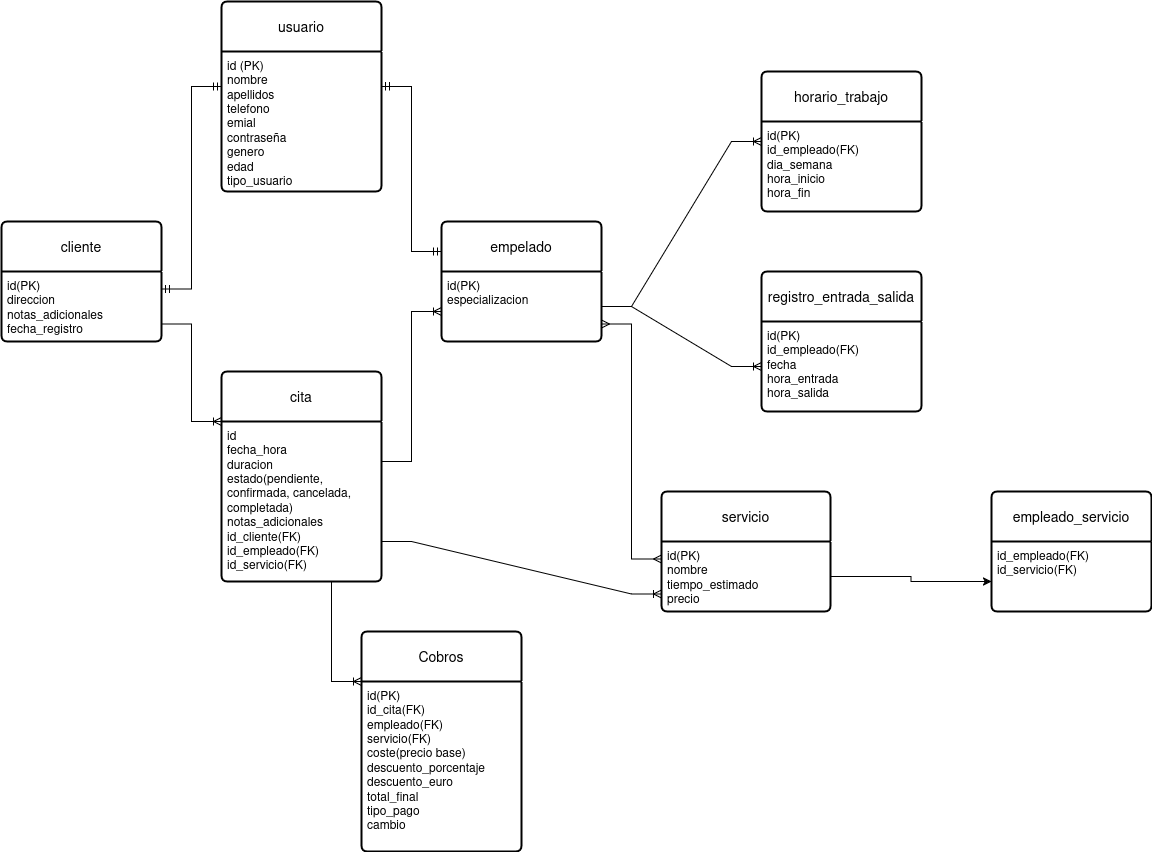 usuario
id (PK)
nombre
apellidos
telefono
emial
contraseña
genero
edad
tipo_usuario
horario_trabajo
id(PK)
id_empleado(FK)
dia_semana
hora_inicio
hora_fin
cliente
id(PK)
direccion
notas_adicionales
fecha_registro
empelado
id(PK)
especializacion
registro_entrada_salida
id(PK)
id_empleado(FK)
fecha
hora_entrada
hora_salida
cita
id
fecha_hora
duracion
estado(pendiente,
confirmada, cancelada,
completada)
notas_adicionales
id_cliente(FK)
id_empleado(FK)
id_servicio(FK)
servicio
id(PK)
nombre
tiempo_estimado
precio
empleado_servicio
id_empleado(FK)
id_servicio(FK)
Cobros
id(PK)
id_cita(FK)
empleado(FK)
servicio(FK)
coste(precio base)
descuento_porcentaje
descuento_euro
total_final
tipo_pago
cambio